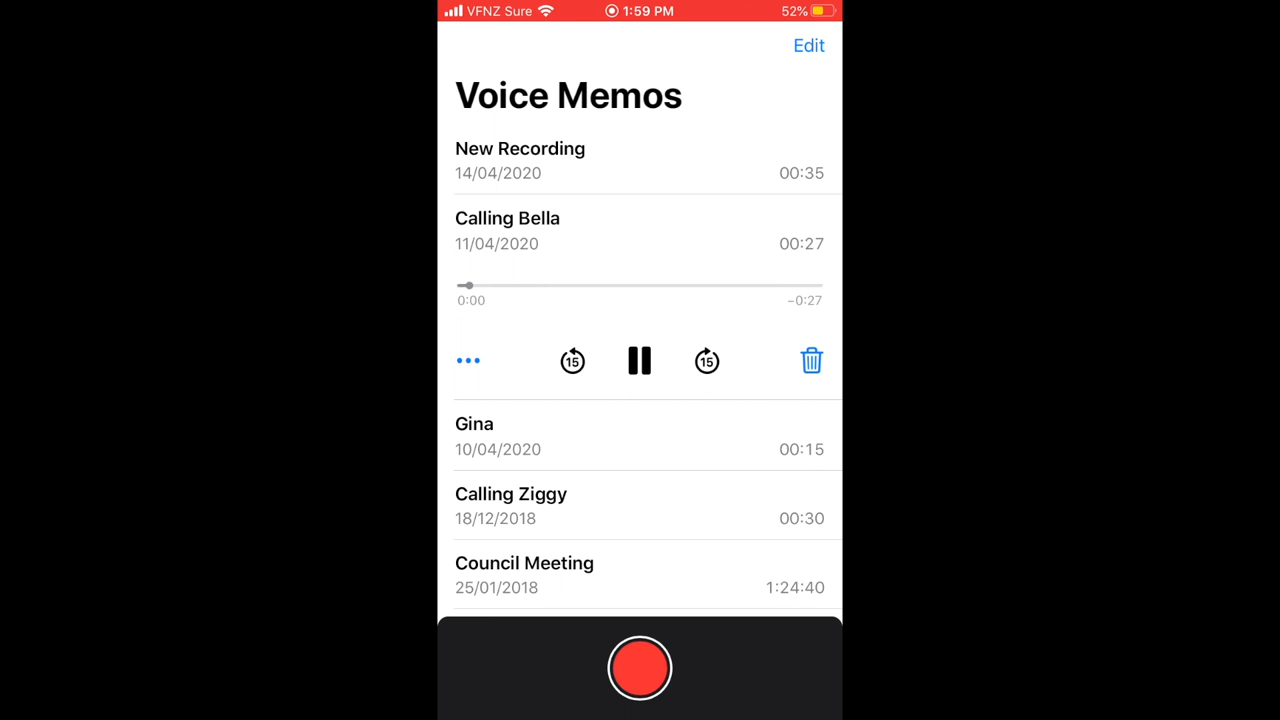 VFNZ Sure 1:59 PM 52%
Edit
Voice Memos
New Recording
14/04/2020 00:35
Calling Bella
11/04/2020 00:27
0:00 −0:27
15 15
Gina
10/04/2020 00:15
Calling Ziggy
18/12/2018 00:30
Council Meeting
25/01/2018 1:24:40